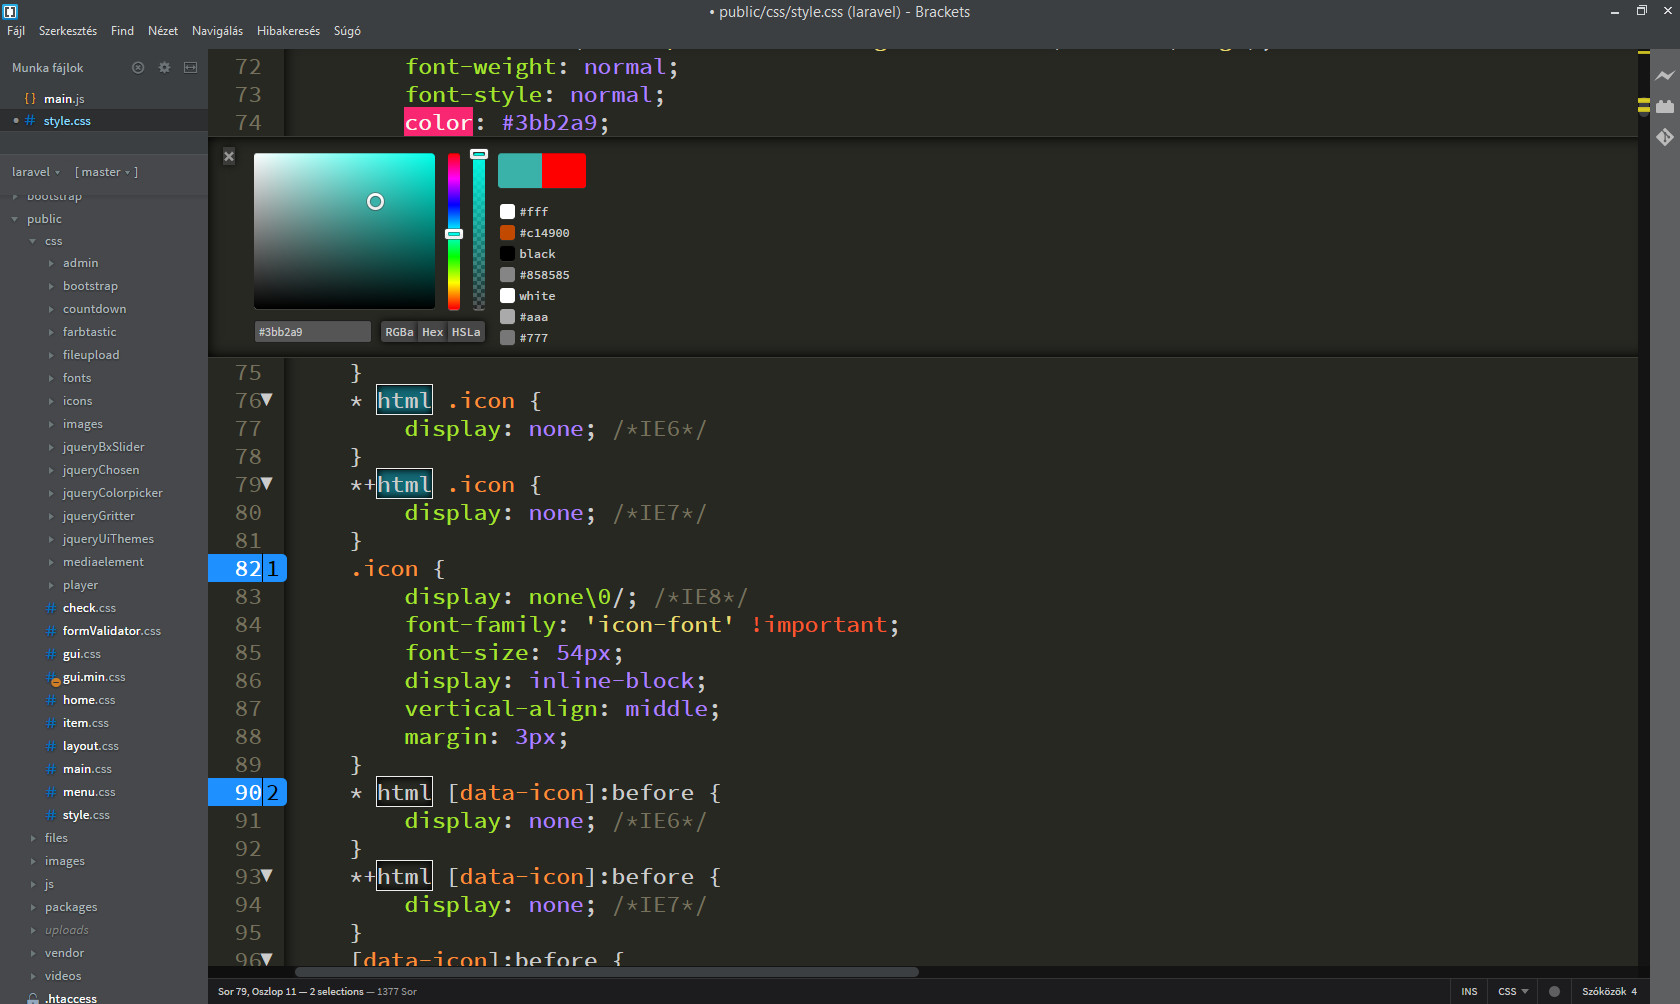 • public/css/style.css (laravel) - Brackets
Fájl Szerkesztés Find Nézet Navigálás Hibakeresés Súgó
Munka fájlok
{} main.js
# style.css
laravel [ master ]
bootstrap
public
css
admin
bootstrap
countdown
farbtastic
fileupload
fonts
icons
images
jqueryBxSlider
jqueryChosen
jqueryColorpicker
jqueryGritter
jqueryUiThemes
mediaelement
player
# check.css
# formValidator.css
# gui.css
# gui.min.css
# home.css
# item.css
# layout.css
# main.css
# menu.css
# style.css
files
images
js
packages
uploads
vendor
videos
.htaccess
72 font-weight: normal;
73 font-style: normal;
74 color: #3bb2a9;
#fff
#c14900
black
#858585
white
#aaa
#777
#3bb2a9 RGBa Hex HSLa
75 }
76 * html .icon {
77 display: none; /*IE6*/
78 }
79 *+html .icon {
80 display: none; /*IE7*/
81 }
82 1 .icon {
83 display: none\0/; /*IE8*/
84 font-family: 'icon-font' !important;
85 font-size: 54px;
86 display: inline-block;
87 vertical-align: middle;
88 margin: 3px;
89 }
90 2 * html [data-icon]:before {
91 display: none; /*IE6*/
92 }
93 *+html [data-icon]:before {
94 display: none; /*IE7*/
95 }
96 [data-icon]:before {
Sor 79, Oszlop 11 — 2 selections — 1377 Sor
INS CSS Szóközök 4